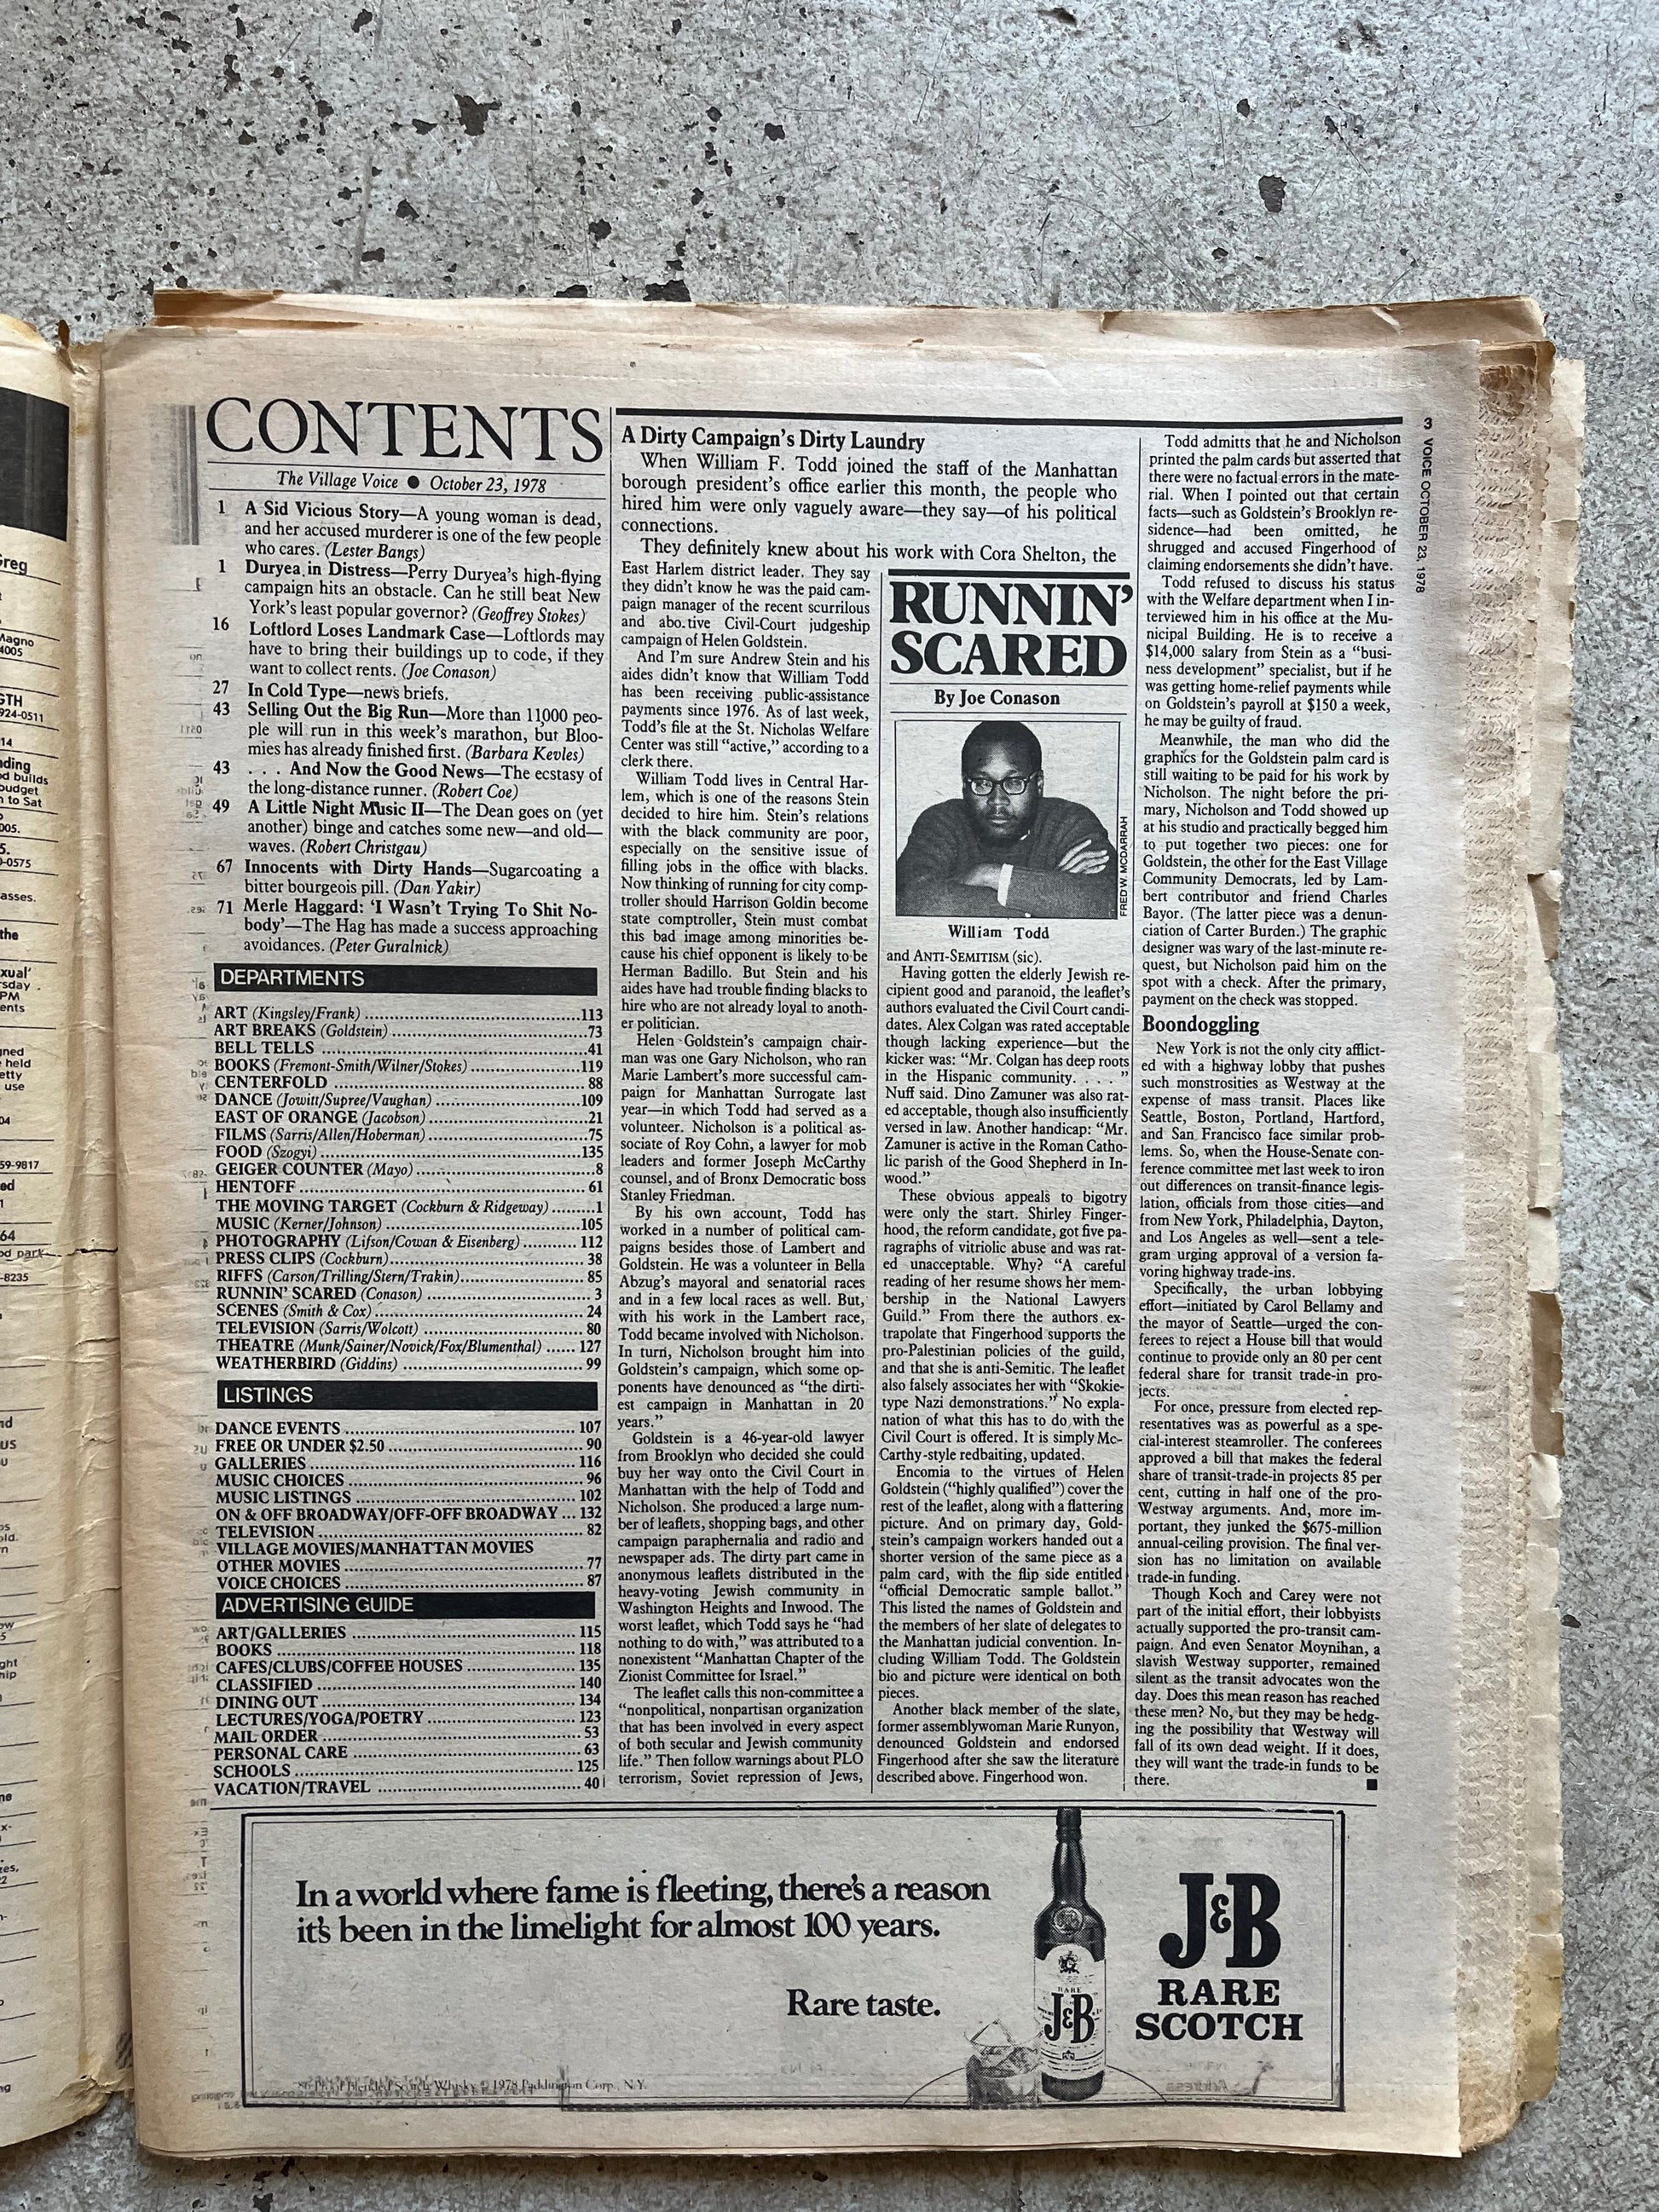 CONTENTS
The Village Voice ● October 23, 1978
1 A Sid Vicious Story—A young woman is dead,
and her accused murderer is one of the few people
who cares. (Lester Bangs)
1 Duryea in Distress—Perry Duryea's high-flying
campaign hits an obstacle. Can he still beat New
York's least popular governor? (Geoffrey Stokes)
16 Loftlord Loses Landmark Case—Loftlords may
have to bring their buildings up to code, if they
want to collect rents. (Joe Conason)
27 In Cold Type—news briefs.
43 Selling Out the Big Run—More than 11,000 peo-
ple will run in this week's marathon, but Bloo-
mies has already finished first. (Barbara Kevles)
43 . . . And Now the Good News—The ecstasy of
the long-distance runner. (Robert Coe)
49 A Little Night Music II—The Dean goes on (yet
another) binge and catches some new—and old—
waves. (Robert Christgau)
67 Innocents with Dirty Hands—Sugarcoating a
bitter bourgeois pill. (Dan Yakir)
71 Merle Haggard: 'I Wasn't Trying To Shit No-
body'—The Hag has made a success approaching
avoidances. (Peter Guralnick)
DEPARTMENTS
ART (Kingsley/Frank) 113
ART BREAKS (Goldstein) 73
BELL TELLS 41
BOOKS (Fremont-Smith/Wilner/Stokes) 119
CENTERFOLD 88
DANCE (Jowitt/Supree/Vaughan) 109
EAST OF ORANGE (Jacobson) 21
FILMS (Sarris/Allen/Hoberman) 75
FOOD (Szogyi) 135
GEIGER COUNTER (Mayo) 8
HENTOFF 61
THE MOVING TARGET (Cockburn & Ridgeway) 1
MUSIC (Kerner/Johnson) 105
PHOTOGRAPHY (Lifson/Cowan & Eisenberg) 112
PRESS CLIPS (Cockburn) 38
RIFFS (Carson/Trilling/Stern/Trakin) 85
RUNNIN' SCARED (Conason) 3
SCENES (Smith & Cox) 24
TELEVISION (Sarris/Wolcott) 80
THEATRE (Munk/Sainer/Novick/Fox/Blumenthal) 127
WEATHERBIRD (Giddins) 99
LISTINGS
DANCE EVENTS 107
FREE OR UNDER $2.50 90
GALLERIES 116
MUSIC CHOICES 96
MUSIC LISTINGS 102
ON & OFF BROADWAY/OFF-OFF BROADWAY 132
TELEVISION 82
VILLAGE MOVIES/MANHATTAN MOVIES
OTHER MOVIES 77
VOICE CHOICES 87
ADVERTISING GUIDE
ART/GALLERIES 115
BOOKS 118
CAFES/CLUBS/COFFEE HOUSES 135
CLASSIFIED 140
DINING OUT 134
LECTURES/YOGA/POETRY 123
MAIL ORDER 53
PERSONAL CARE 63
SCHOOLS 125
VACATION/TRAVEL 40
A Dirty Campaign's Dirty Laundry
When William F. Todd joined the staff of the Manhattan
borough president's office earlier this month, the people who
hired him were only vaguely aware—they say—of his political
connections.
They definitely knew about his work with Cora Shelton, the
East Harlem district leader. They say
they didn't know he was the paid cam-
paign manager of the recent scurrilous
and abo.tive Civil-Court judgeship
campaign of Helen Goldstein.
And I'm sure Andrew Stein and his
aides didn't know that William Todd
has been receiving public-assistance
payments since 1976. As of last week,
Todd's file at the St. Nicholas Welfare
Center was still "active," according to a
clerk there.
William Todd lives in Central Har-
lem, which is one of the reasons Stein
decided to hire him. Stein's relations
with the black community are poor,
especially on the sensitive issue of
filling jobs in the office with blacks.
Now thinking of running for city comp-
troller should Harrison Goldin become
state comptroller, Stein must combat
this bad image among minorities be-
cause his chief opponent is likely to be
Herman Badillo. But Stein and his
aides have had trouble finding blacks to
hire who are not already loyal to anoth-
er politician.
Helen Goldstein's campaign chair-
man was one Gary Nicholson, who ran
Marie Lambert's more successful cam-
paign for Manhattan Surrogate last
year—in which Todd had served as a
volunteer. Nicholson is a political as-
sociate of Roy Cohn, a lawyer for mob
leaders and former Joseph McCarthy
counsel, and of Bronx Democratic boss
Stanley Friedman.
By his own account, Todd has
worked in a number of political cam-
paigns besides those of Lambert and
Goldstein. He was a volunteer in Bella
Abzug's mayoral and senatorial races
and in a few local races as well. But,
with his work in the Lambert race,
Todd became involved with Nicholson.
In turn, Nicholson brought him into
Goldstein's campaign, which some op-
ponents have denounced as "the dirti-
est campaign in Manhattan in 20
years."
Goldstein is a 46-year-old lawyer
from Brooklyn who decided she could
buy her way onto the Civil Court in
Manhattan with the help of Todd and
Nicholson. She produced a large num-
ber of leaflets, shopping bags, and other
campaign paraphernalia and radio and
newspaper ads. The dirty part came in
anonymous leaflets distributed in the
heavy-voting Jewish community in
Washington Heights and Inwood. The
worst leaflet, which Todd says he "had
nothing to do with," was attributed to a
nonexistent "Manhattan Chapter of the
Zionist Committee for Israel."
The leaflet calls this non-committee a
"nonpolitical, nonpartisan organization
that has been involved in every aspect
of both secular and Jewish community
life." Then follow warnings about PLO
terrorism, Soviet repression of Jews,
RUNNIN'
SCARED
By Joe Conason
FRED W. MCDARRAH
William Todd
and ANTI-SEMITISM (sic).
Having gotten the elderly Jewish re-
cipient good and paranoid, the leaflet's
authors evaluated the Civil Court candi-
dates. Alex Colgan was rated acceptable
though lacking experience—but the
kicker was: "Mr. Colgan has deep roots
in the Hispanic community. . . . "
Nuff said. Dino Zamuner was also rat-
ed acceptable, though also insufficiently
versed in law. Another handicap: "Mr.
Zamuner is active in the Roman Catho-
lic parish of the Good Shepherd in In-
wood."
These obvious appeals to bigotry
were only the start. Shirley Finger-
hood, the reform candidate, got five pa-
ragraphs of vitriolic abuse and was rat-
ed unacceptable. Why? "A careful
reading of her resume shows her mem-
bership in the National Lawyers
Guild." From there the authors ex-
trapolate that Fingerhood supports the
pro-Palestinian policies of the guild,
and that she is anti-Semitic. The leaflet
also falsely associates her with "Skokie-
type Nazi demonstrations." No expla-
nation of what this has to do with the
Civil Court is offered. It is simply Mc-
Carthy-style redbaiting, updated.
Encomia to the virtues of Helen
Goldstein ("highly qualified") cover the
rest of the leaflet, along with a flattering
picture. And on primary day, Gold-
stein's campaign workers handed out a
shorter version of the same piece as a
palm card, with the flip side entitled
"official Democratic sample ballot."
This listed the names of Goldstein and
the members of her slate of delegates to
the Manhattan judicial convention. In-
cluding William Todd. The Goldstein
bio and picture were identical on both
pieces.
Another black member of the slate,
former assemblywoman Marie Runyon,
denounced Goldstein and endorsed
Fingerhood after she saw the literature
described above. Fingerhood won.
Todd admits that he and Nicholson
printed the palm cards but asserted that
there were no factual errors in the mate-
rial. When I pointed out that certain
facts—such as Goldstein's Brooklyn re-
sidence—had been omitted, he
shrugged and accused Fingerhood of
claiming endorsements she didn't have.
Todd refused to discuss his status
with the Welfare department when I in-
terviewed him in his office at the Mu-
nicipal Building. He is to receive a
$14,000 salary from Stein as a "busi-
ness development" specialist, but if he
was getting home-relief payments while
on Goldstein's payroll at $150 a week,
he may be guilty of fraud.
Meanwhile, the man who did the
graphics for the Goldstein palm card is
still waiting to be paid for his work by
Nicholson. The night before the pri-
mary, Nicholson and Todd showed up
at his studio and practically begged him
to put together two pieces: one for
Goldstein, the other for the East Village
Community Democrats, led by Lam-
bert contributor and friend Charles
Bayor. (The latter piece was a denun-
ciation of Carter Burden.) The graphic
designer was wary of the last-minute re-
quest, but Nicholson paid him on the
spot with a check. After the primary,
payment on the check was stopped.
Boondoggling
New York is not the only city afflict-
ed with a highway lobby that pushes
such monstrosities as Westway at the
expense of mass transit. Places like
Seattle, Boston, Portland, Hartford,
and San Francisco face similar prob-
lems. So, when the House-Senate con-
ference committee met last week to iron
out differences on transit-finance legis-
lation, officials from those cities—and
from New York, Philadelphia, Dayton,
and Los Angeles as well—sent a tele-
gram urging approval of a version fa-
voring highway trade-ins.
Specifically, the urban lobbying
effort—initiated by Carol Bellamy and
the mayor of Seattle—urged the con-
ferees to reject a House bill that would
continue to provide only an 80 per cent
federal share for transit trade-in pro-
jects.
For once, pressure from elected rep-
resentatives was as powerful as a spe-
cial-interest steamroller. The conferees
approved a bill that makes the federal
share of transit-trade-in projects 85 per
cent, cutting in half one of the pro-
Westway arguments. And, more im-
portant, they junked the $675-million
annual-ceiling provision. The final ver-
sion has no limitation on available
trade-in funding.
Though Koch and Carey were not
part of the initial effort, their lobbyists
actually supported the pro-transit cam-
paign. And even Senator Moynihan, a
slavish Westway supporter, remained
silent as the transit advocates won the
day. Does this mean reason has reached
these men? No, but they may be hedg-
ing the possibility that Westway will
fall of its own dead weight. If it does,
they will want the trade-in funds to be
there. ■
3 VOICE OCTOBER 23, 1978
In a world where fame is fleeting, there's a reason
it's been in the limelight for almost 100 years.
Rare taste.
RARE
J&B
J&B
RARE
SCOTCH
86 Proof Blended Scotch Whisky © 1978 Paddington Corp., N.Y.